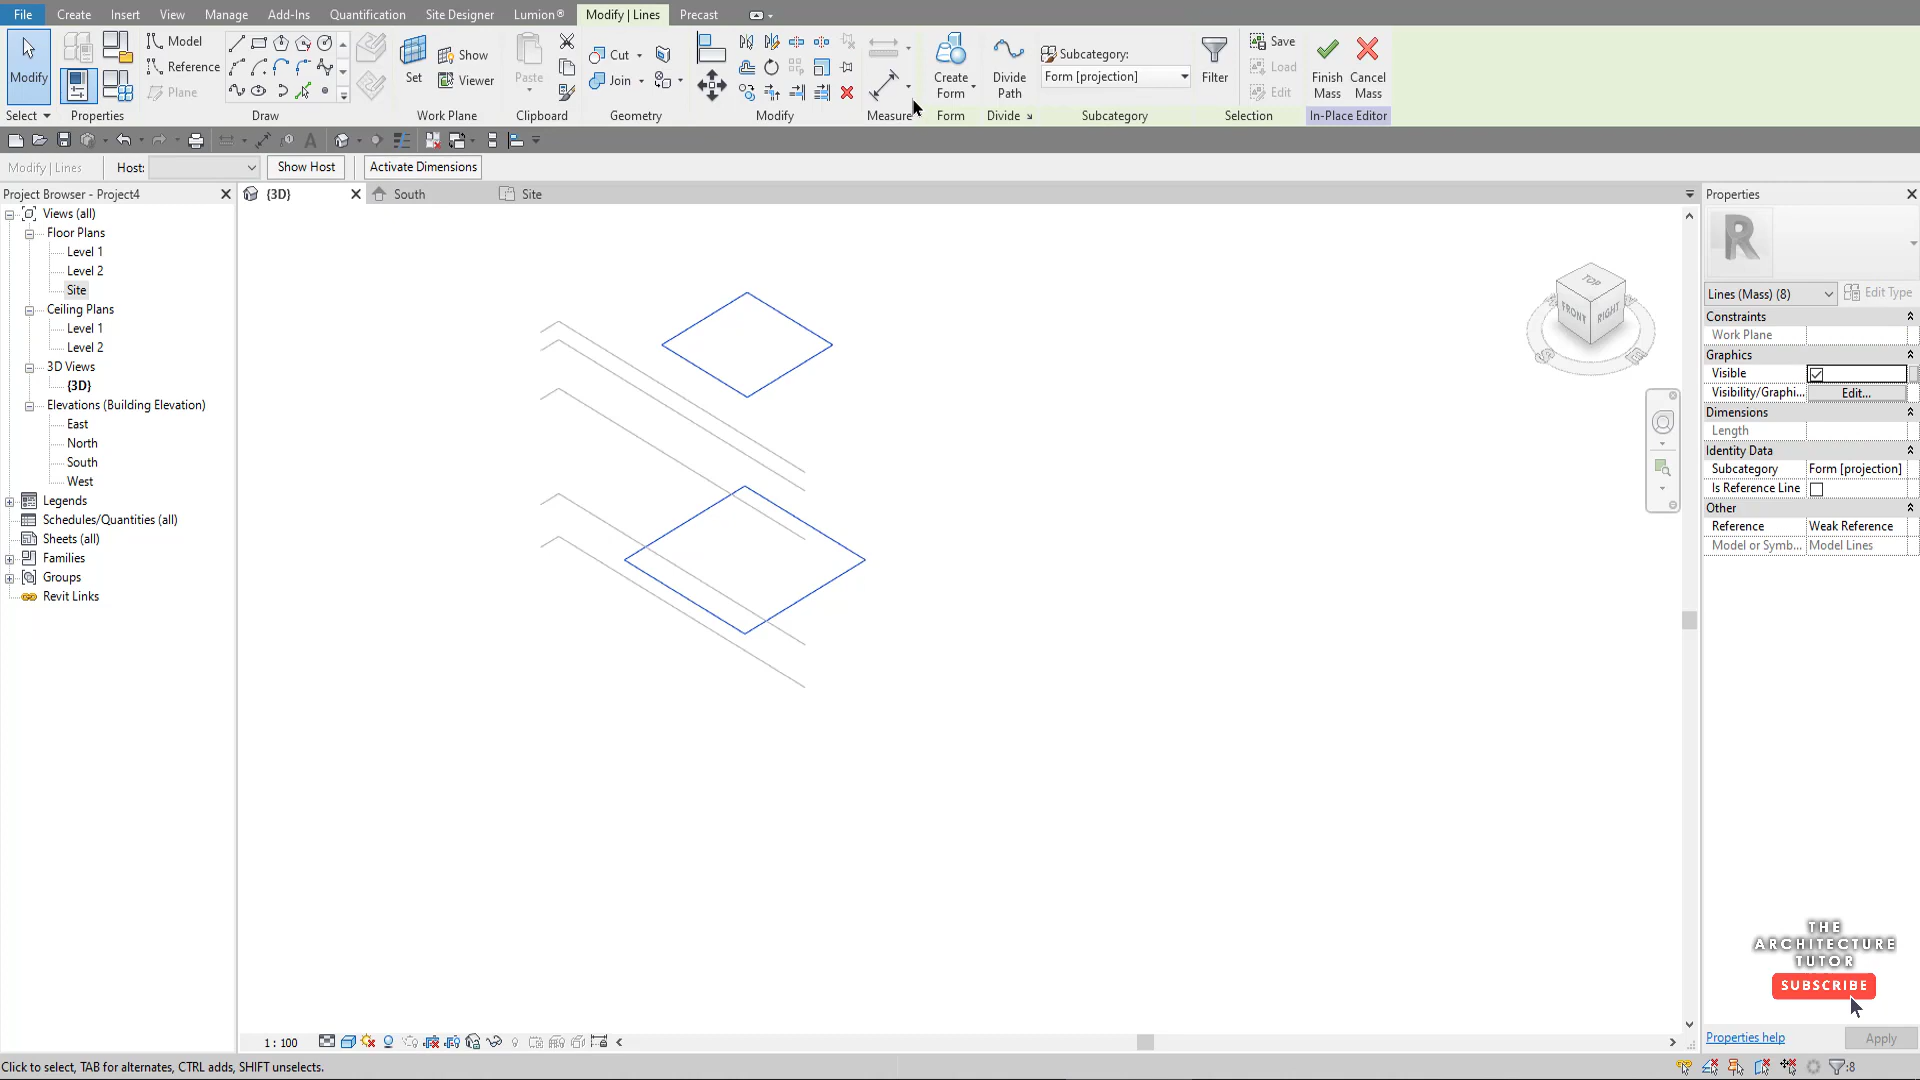 File Create Insert View Manage Add-Ins Quantification Site Designer Lumion® Modify | Lines Precast
Modify Model Reference Plane Set Show Viewer Paste Cut Join Create Form Divide Path Subcategory: Form [projection] Filter Save Load Edit Finish Mass Cancel Mass
Select Properties Draw Work Plane Clipboard Geometry Modify Measure Form Divide Subcategory Selection In-Place Editor
Modify | Lines Host: Show Host Activate Dimensions
Project Browser - Project4
{3D} South Site
Views (all)
Floor Plans
Level 1
Level 2
Site
Ceiling Plans
Level 1
Level 2
3D Views
{3D}
Elevations (Building Elevation)
East
North
South
West
Legends
Schedules/Quantities (all)
Sheets (all)
Families
Groups
Revit Links
TOP
FRONT RIGHT
Properties
R
Lines (Mass) (8) Edit Type
Constraints
Work Plane
Graphics
Visible
Visibility/Graphi... Edit...
Dimensions
Length
Identity Data
Subcategory Form [projection]
Is Reference Line
Other
Reference Weak Reference
Model or Symb... Model Lines
THE
ARCHITECTURE
TUTOR
SUBSCRIBE
Properties help Apply
1 : 100
Click to select, TAB for alternates, CTRL adds, SHIFT unselects.
:8